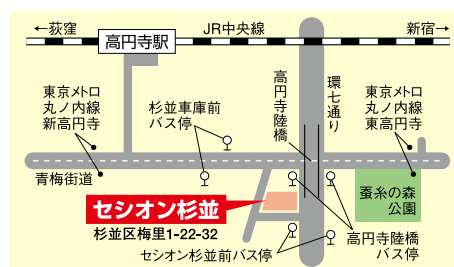 ←荻窪
JR中央線
新宿→
高円寺駅
東京メトロ
丸ノ内線
新高円寺
杉並車庫前
バス停
高円寺陸橋
環七通り
東京メトロ
丸ノ内線
東高円寺
青梅街道
セシオン杉並
杉並区梅里1-22-32
蚕糸の森
公園
高円寺陸橋
バス停
セシオン杉並前バス停